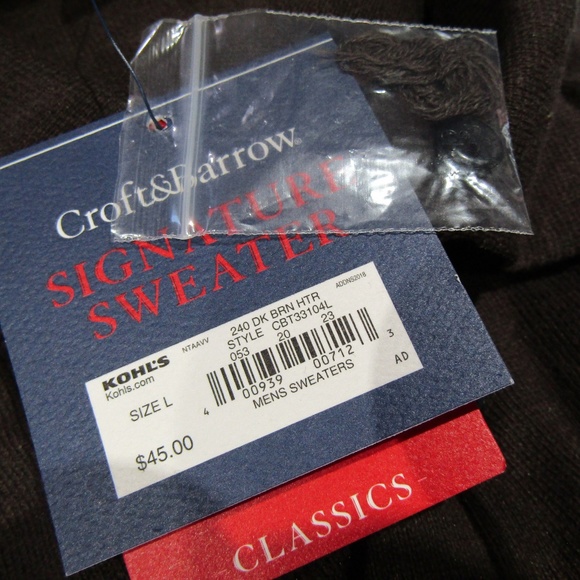 Croft&Barrow
SIGNATURE
SWEATER
KOHL'S
Kohls.com
NTAAVV
240 DK BRN HTR
ADDNS2018
STYLE CBT33104L
053 20 23
SIZE L
4 00939 00712 3
MENS SWEATERS
AD
$45.00
CLASSICS